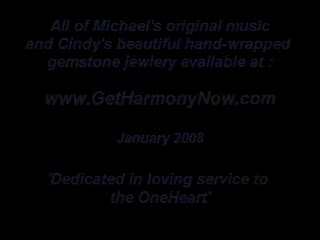 All of Michael's original music
and Cindy's beautiful hand-wrapped
gemstone jewlery available at :
www.GetHarmonyNow.com
January 2008
'Dedicated in loving service to
the OneHeart'